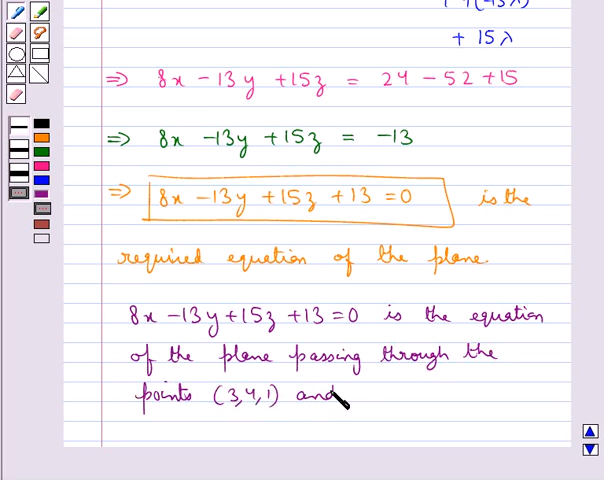 + 4(-13λ)
+ 15λ
⇒ 8x - 13y + 15z = 24 - 52 + 15
⇒ 8x - 13y + 15z = -13
⇒ 8x - 13y + 15z + 13 = 0 is the
required equation of the plane.
8x - 13y + 15z + 13 = 0 is the equation
of the plane passing through the
points (3,4,1) and